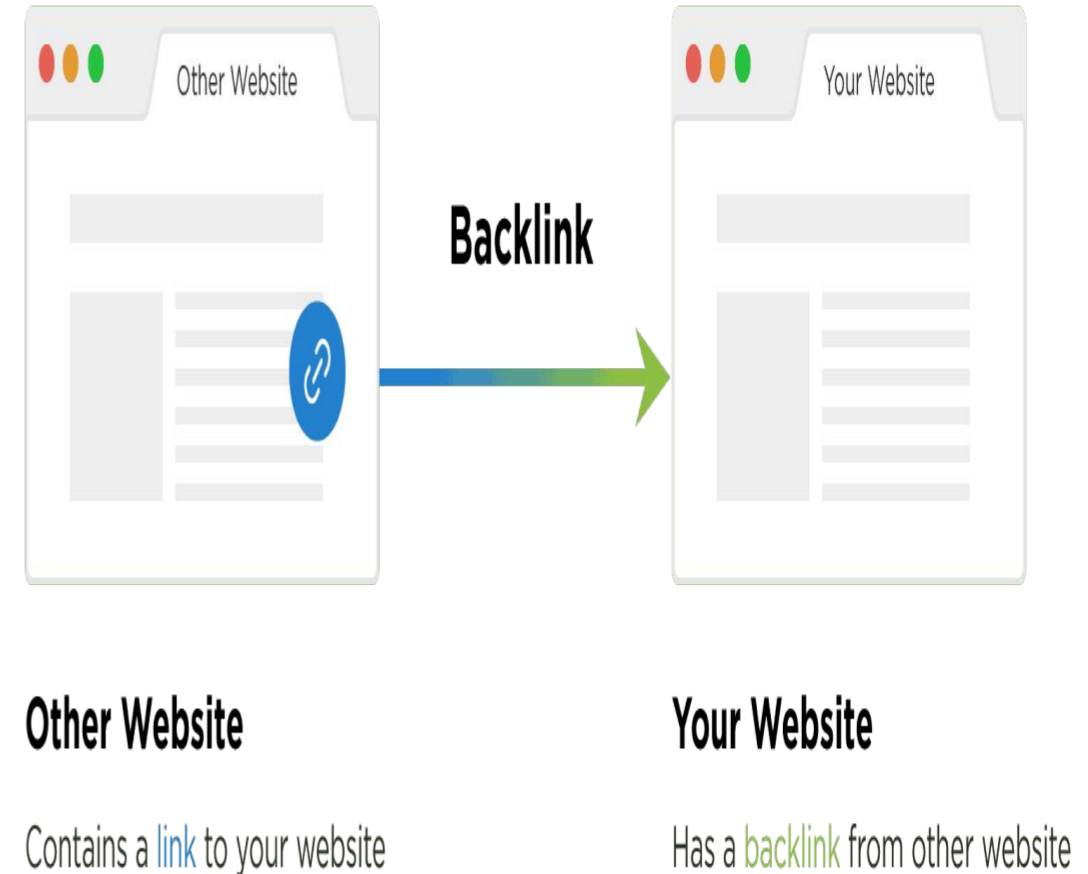 Other Website
Your Website
Backlink
Other Website
Your Website
Contains a link to your website
Has a backlink from other website